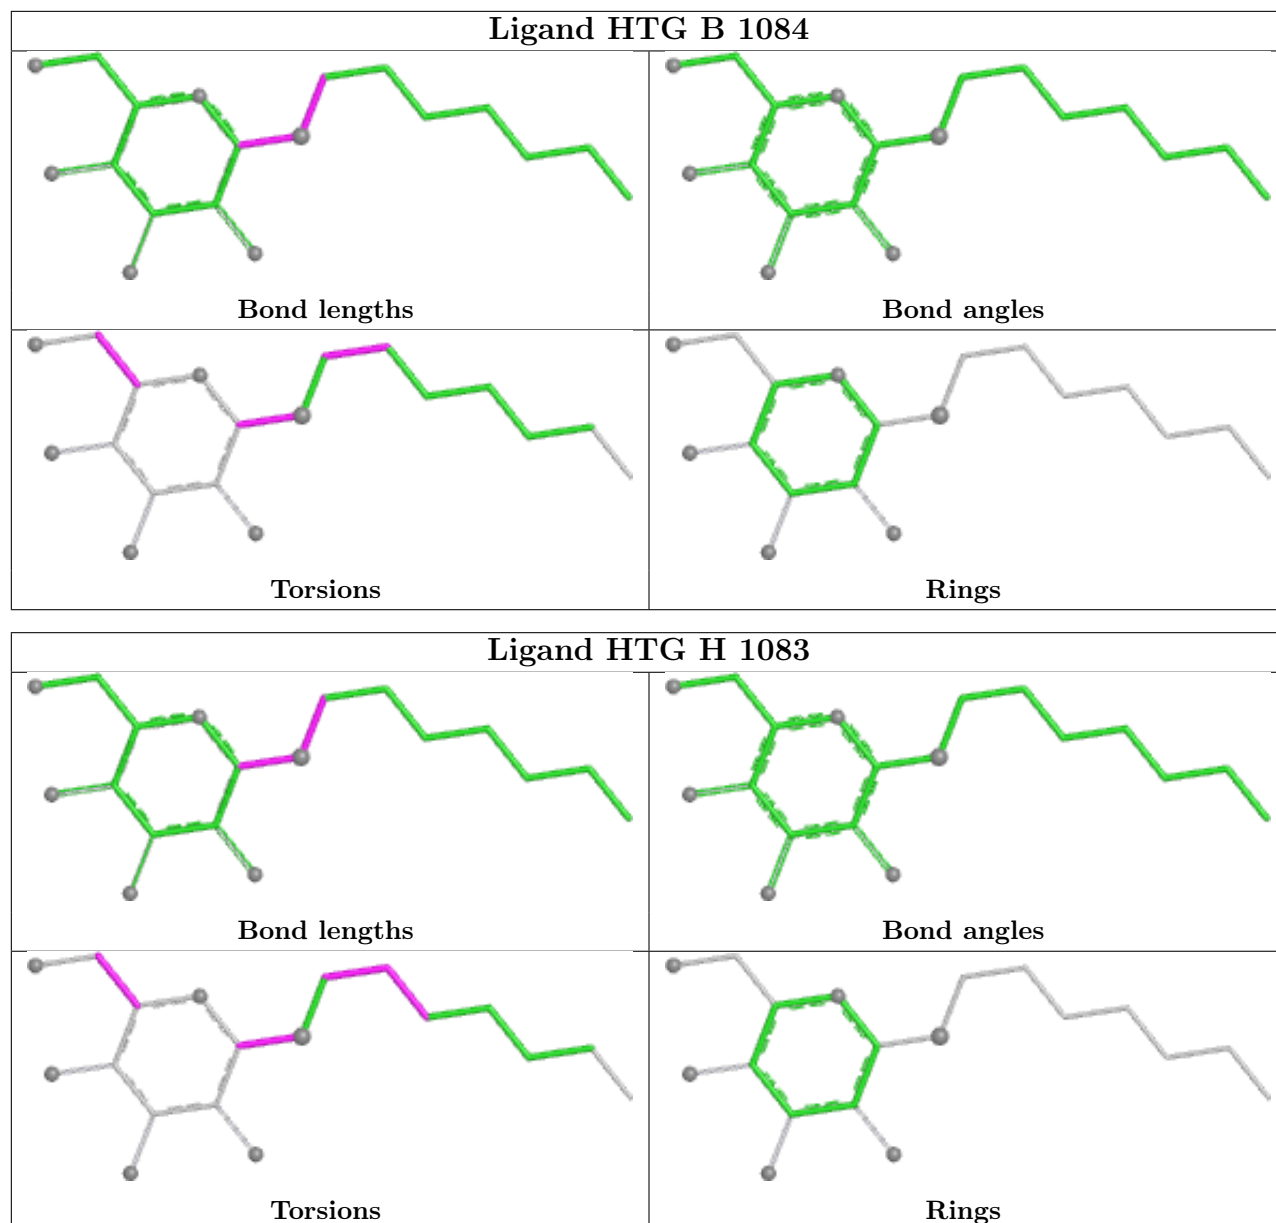 Ligand HTG B 1084
Bond lengths
Bond angles
Torsions
Rings
Ligand HTG H 1083
Bond lengths
Bond angles
Torsions
Rings